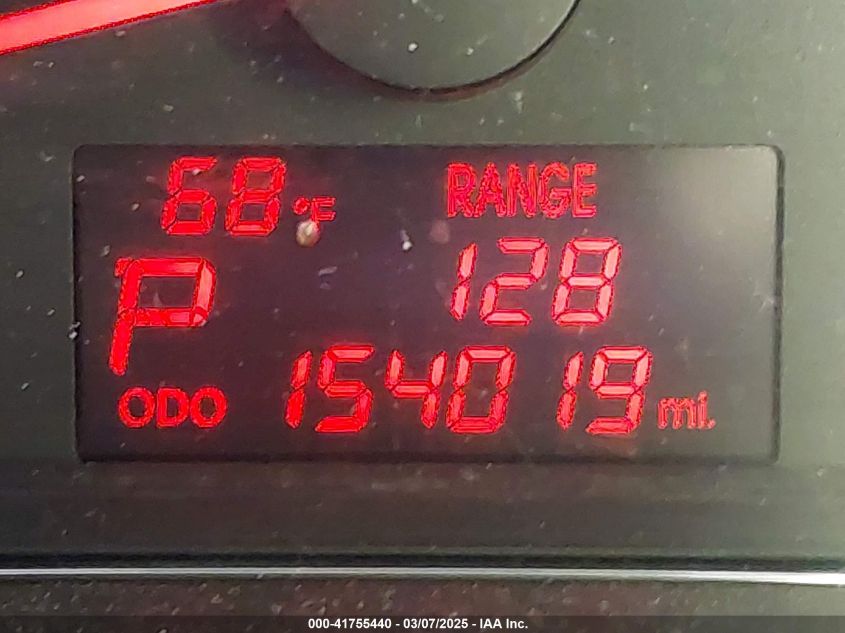 68°F RANGE
P 128
ODO 154019 mi.
000-41755440 - 03/07/2025 - IAA Inc.